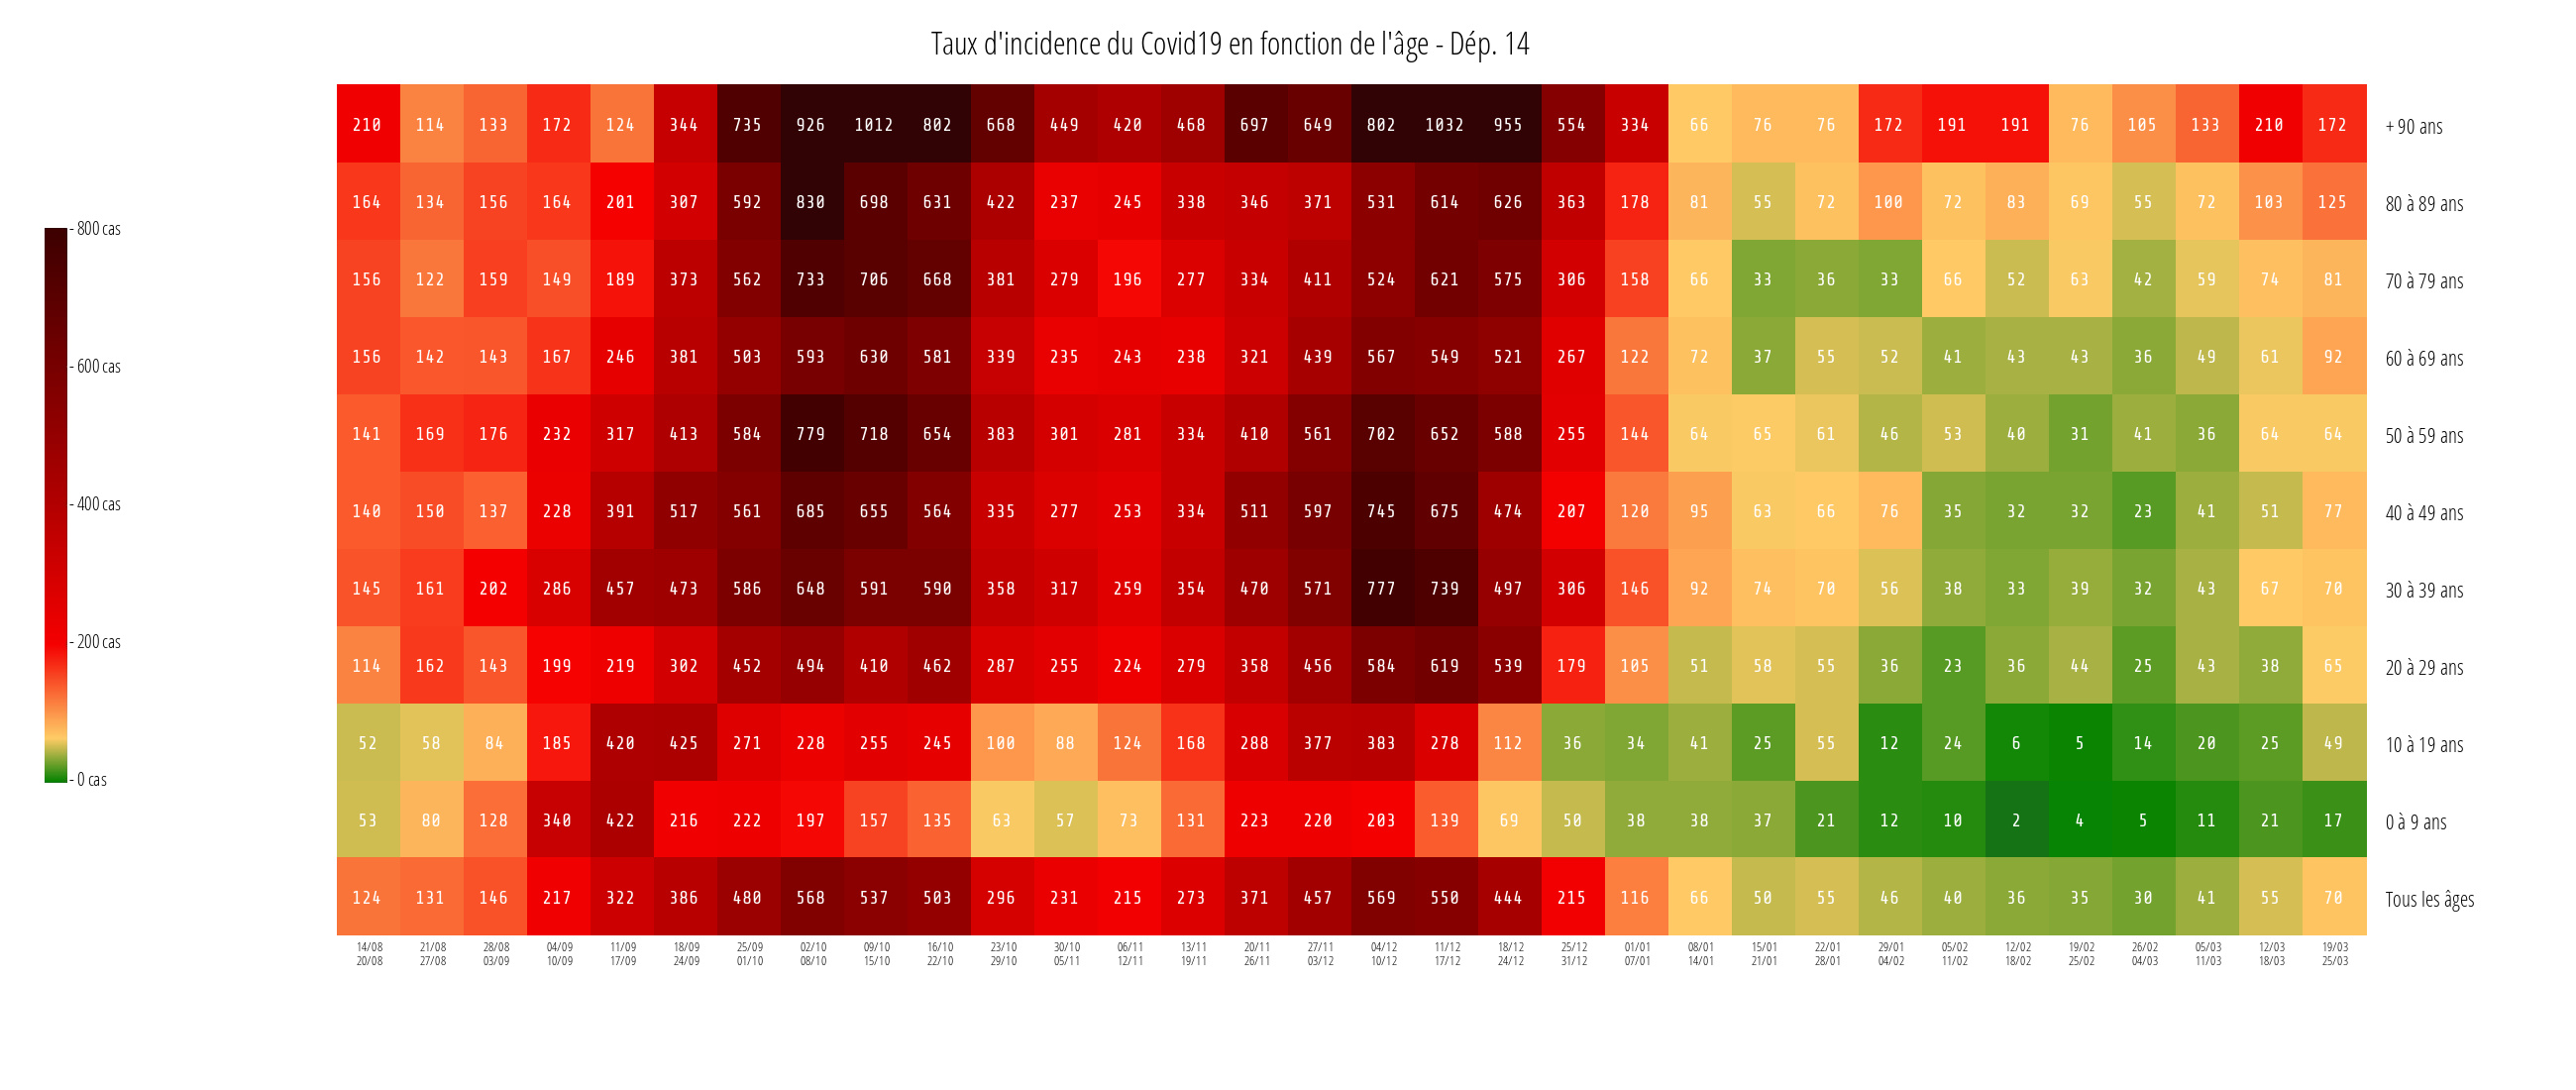 Taux d'incidence du Covid19 en fonction de l'âge - Dép. 14
- 800 cas
- 600 cas
- 400 cas
- 200 cas
- 0 cas
210 114 133 172 124 344 735 926 1012 802 668 449 420 468 697 649 802 1032 955 554 334 66 76 76 172 191 191 76 105 133 210 172 + 90 ans
164 134 156 164 201 307 592 830 698 631 422 237 245 338 346 371 531 614 626 363 178 81 55 72 100 72 83 69 55 72 103 125 80 à 89 ans
156 122 159 149 189 373 562 733 706 668 381 279 196 277 334 411 524 621 575 306 158 66 33 36 33 66 52 63 42 59 74 81 70 à 79 ans
156 142 143 167 246 381 503 593 630 581 339 235 243 238 321 439 567 549 521 267 122 72 37 55 52 41 43 43 36 49 61 92 60 à 69 ans
141 169 176 232 317 413 584 779 718 654 383 301 281 334 410 561 702 652 588 255 144 64 65 61 46 53 40 31 41 36 64 64 50 à 59 ans
140 150 137 228 391 517 561 685 655 564 335 277 253 334 511 597 745 675 474 207 120 95 63 66 76 35 32 32 23 41 51 77 40 à 49 ans
145 161 202 286 457 473 586 648 591 590 358 317 259 354 470 571 777 739 497 306 146 92 74 70 56 38 33 39 32 43 67 70 30 à 39 ans
114 162 143 199 219 302 452 494 410 462 287 255 224 279 358 456 584 619 539 179 105 51 58 55 36 23 36 44 25 43 38 65 20 à 29 ans
52 58 84 185 420 425 271 228 255 245 100 88 124 168 288 377 383 278 112 36 34 41 25 55 12 24 6 5 14 20 25 49 10 à 19 ans
53 80 128 340 422 216 222 197 157 135 63 57 73 131 223 220 203 139 69 50 38 38 37 21 12 10 2 4 5 11 21 17 0 à 9 ans
124 131 146 217 322 386 480 568 537 503 296 231 215 273 371 457 569 550 444 215 116 66 50 55 46 40 36 35 30 41 55 70 Tous les âges
14/08 21/08 28/08 04/09 11/09 18/09 25/09 02/10 09/10 16/10 23/10 30/10 06/11 13/11 20/11 27/11 04/12 11/12 18/12 25/12 01/01 08/01 15/01 22/01 29/01 05/02 12/02 19/02 26/02 05/03 12/03 19/03
20/08 27/08 03/09 10/09 17/09 24/09 01/10 08/10 15/10 22/10 29/10 05/11 12/11 19/11 26/11 03/12 10/12 17/12 24/12 31/12 07/01 14/01 21/01 28/01 04/02 11/02 18/02 25/02 04/03 11/03 18/03 25/03